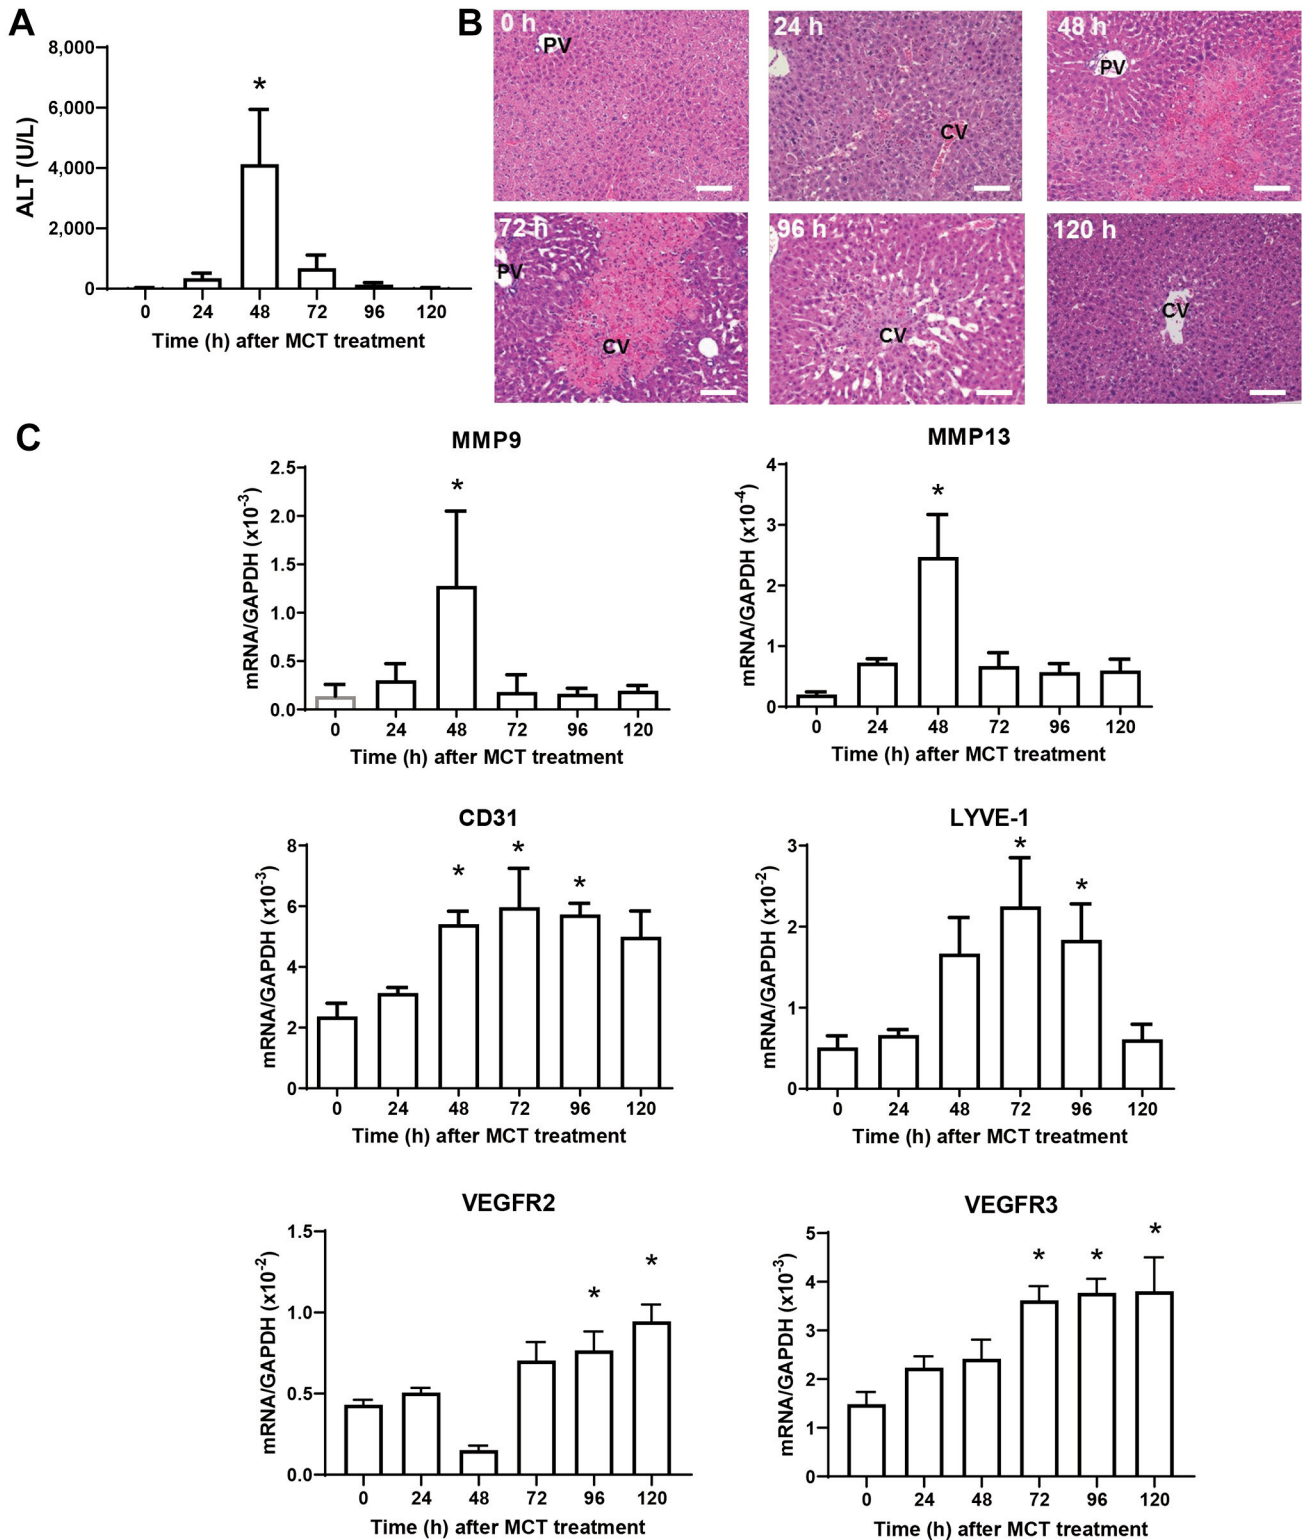 A
8,000
6,000
4,000
2,000
0
ALT (U/L)
*
0 24 48 72 96 120
Time (h) after MCT treatment
B
0 h
PV
24 h
CV
48 h
PV
72 h
PV
CV
96 h
CV
120 h
CV
C
MMP9
2.5
2.0
1.5
1.0
0.5
0.0
mRNA/GAPDH (x10-3)
*
0 24 48 72 96 120
Time (h) after MCT treatment
MMP13
4
3
2
1
0
mRNA/GAPDH (x10-4)
*
0 24 48 72 96 120
Time (h) after MCT treatment
CD31
8
6
4
2
0
mRNA/GAPDH (x10-3)
* * *
0 24 48 72 96 120
Time (h) after MCT treatment
LYVE-1
3
2
1
0
mRNA/GAPDH (x10-2)
* *
0 24 48 72 96 120
Time (h) after MCT treatment
VEGFR2
1.5
1.0
0.5
0.0
mRNA/GAPDH (x10-2)
* *
0 24 48 72 96 120
Time (h) after MCT treatment
VEGFR3
5
4
3
2
1
0
mRNA/GAPDH (x10-3)
* * *
0 24 48 72 96 120
Time (h) after MCT treatment